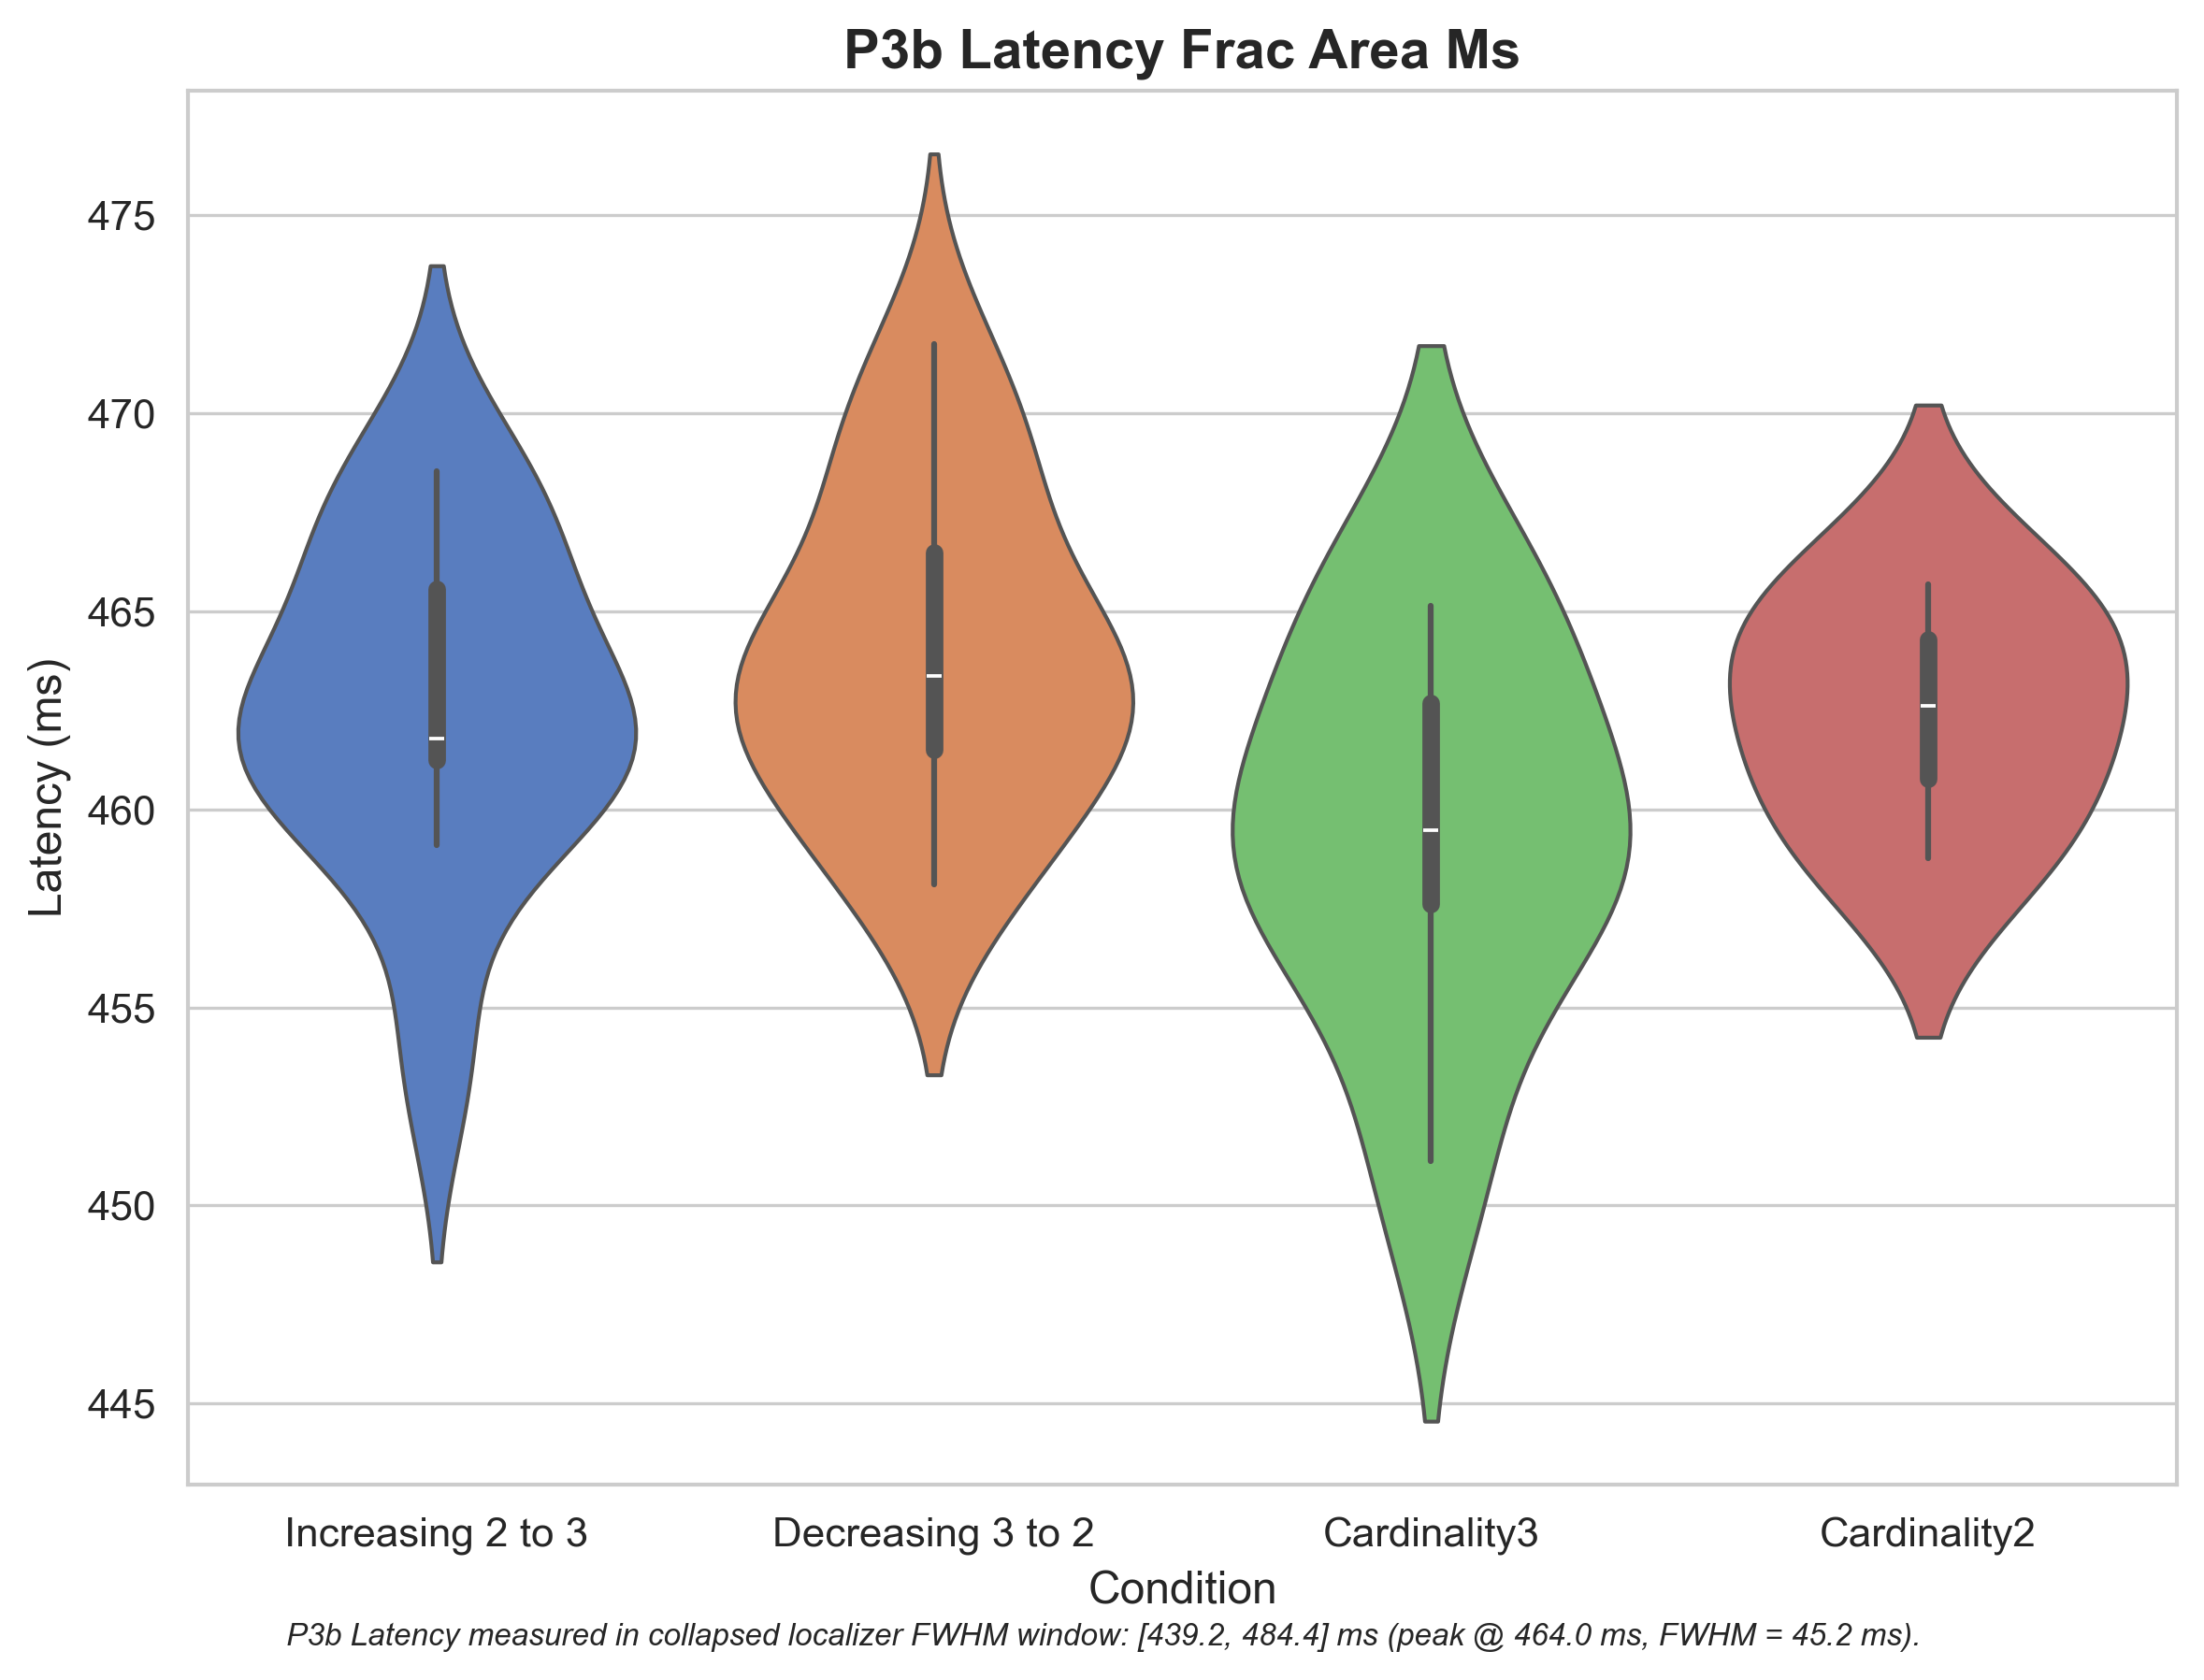 P3b Latency Frac Area Ms
Latency (ms)
475
470
465
460
455
450
445
Increasing 2 to 3
Decreasing 3 to 2
Cardinality3
Cardinality2
Condition
P3b Latency measured in collapsed localizer FWHM window: [439.2, 484.4] ms (peak @ 464.0 ms, FWHM = 45.2 ms).